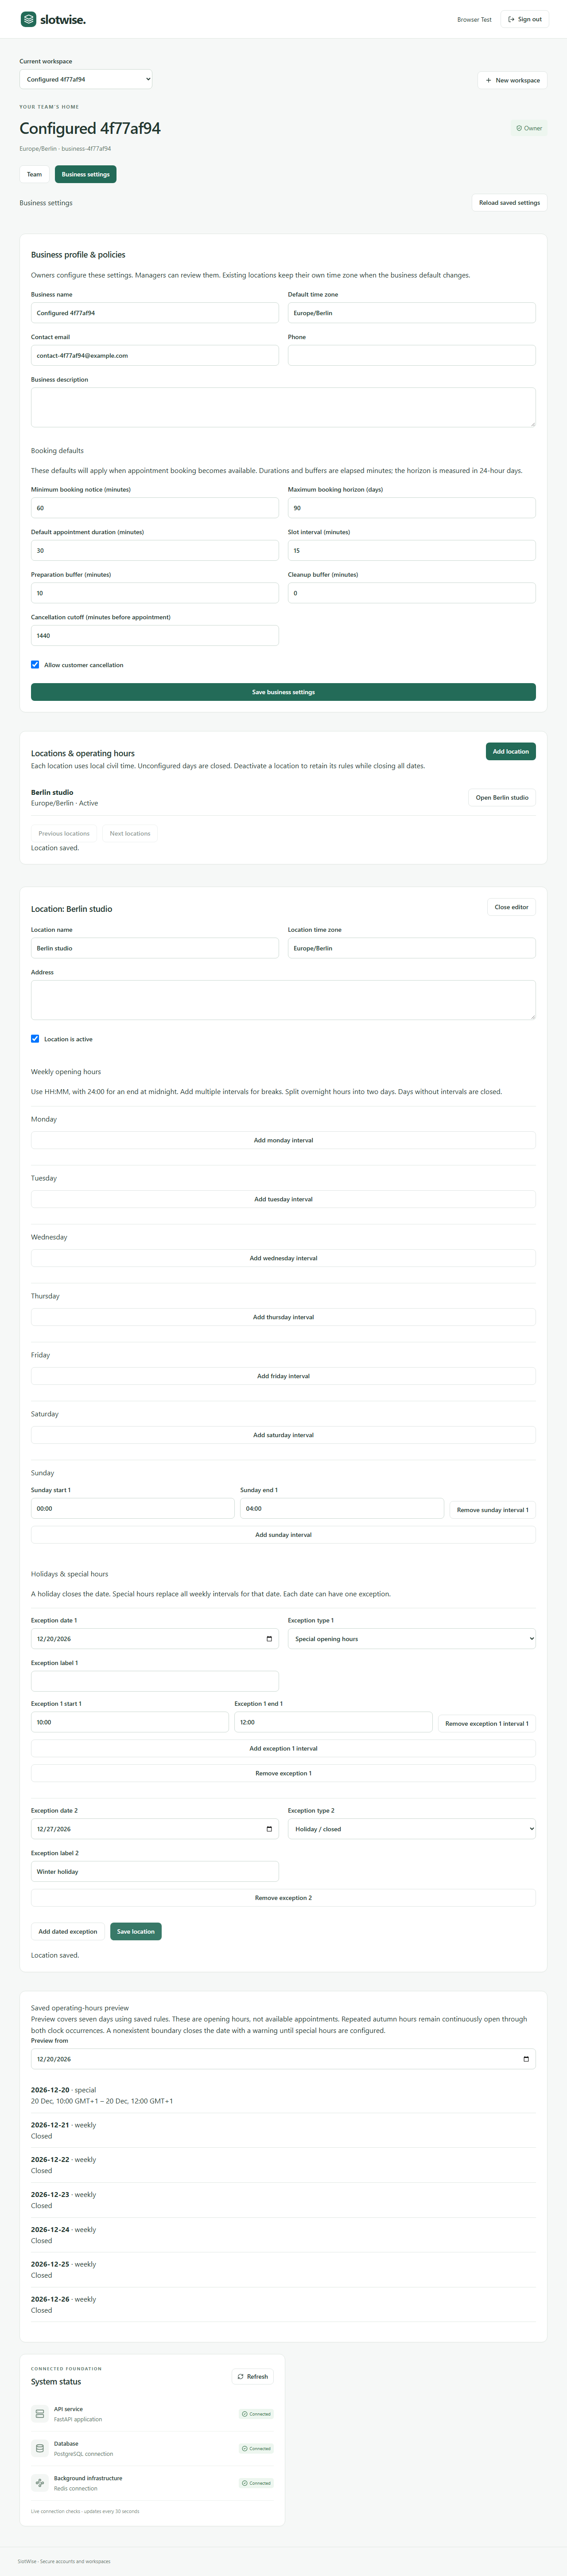 slotwise.
Browser Test
Sign out
Current workspace
Configured 4f77af94
New workspace
YOUR TEAM'S HOME
Configured 4f77af94
Owner
Europe/Berlin · business-4f77af94
Team
Business settings
Business settings
Reload saved settings
Business profile & policies
Owners configure these settings. Managers can review them. Existing locations keep their own time zone when the business default changes.
Business name
Default time zone
Configured 4f77af94
Europe/Berlin
Contact email
Phone
contact-4f77af94@example.com
Business description
Booking defaults
These defaults will apply when appointment booking becomes available. Durations and buffers are elapsed minutes; the horizon is measured in 24-hour days.
Minimum booking notice (minutes)
Maximum booking horizon (days)
60
90
Default appointment duration (minutes)
Slot interval (minutes)
30
15
Preparation buffer (minutes)
Cleanup buffer (minutes)
10
0
Cancellation cutoff (minutes before appointment)
1440
Allow customer cancellation
Save business settings
Locations & operating hours
Add location
Each location uses local civil time. Unconfigured days are closed. Deactivate a location to retain its rules while closing all dates.
Berlin studio
Europe/Berlin · Active
Open Berlin studio
Previous locations
Next locations
Location saved.
Location: Berlin studio
Close editor
Location name
Location time zone
Berlin studio
Europe/Berlin
Address
Location is active
Weekly opening hours
Use HH:MM, with 24:00 for an end at midnight. Add multiple intervals for breaks. Split overnight hours into two days. Days without intervals are closed.
Monday
Add monday interval
Tuesday
Add tuesday interval
Wednesday
Add wednesday interval
Thursday
Add thursday interval
Friday
Add friday interval
Saturday
Add saturday interval
Sunday
Sunday start 1
Sunday end 1
00:00
04:00
Remove sunday interval 1
Add sunday interval
Holidays & special hours
A holiday closes the date. Special hours replace all weekly intervals for that date. Each date can have one exception.
Exception date 1
Exception type 1
12/20/2026
Special opening hours
Exception label 1
Exception 1 start 1
Exception 1 end 1
10:00
12:00
Remove exception 1 interval 1
Add exception 1 interval
Remove exception 1
Exception date 2
Exception type 2
12/27/2026
Holiday / closed
Exception label 2
Winter holiday
Remove exception 2
Add dated exception
Save location
Location saved.
Saved operating-hours preview
Preview covers seven days using saved rules. These are opening hours, not available appointments. Repeated autumn hours remain continuously open through
both clock occurrences. A nonexistent boundary closes the date with a warning until special hours are configured.
Preview from
12/20/2026
2026-12-20 · special
20 Dec, 10:00 GMT+1 – 20 Dec, 12:00 GMT+1
2026-12-21 · weekly
Closed
2026-12-22 · weekly
Closed
2026-12-23 · weekly
Closed
2026-12-24 · weekly
Closed
2026-12-25 · weekly
Closed
2026-12-26 · weekly
Closed
CONNECTED FOUNDATION
System status
Refresh
API service
FastAPI application
Connected
Database
PostgreSQL connection
Connected
Background infrastructure
Redis connection
Connected
Live connection checks · updates every 30 seconds
SlotWise · Secure accounts and workspaces